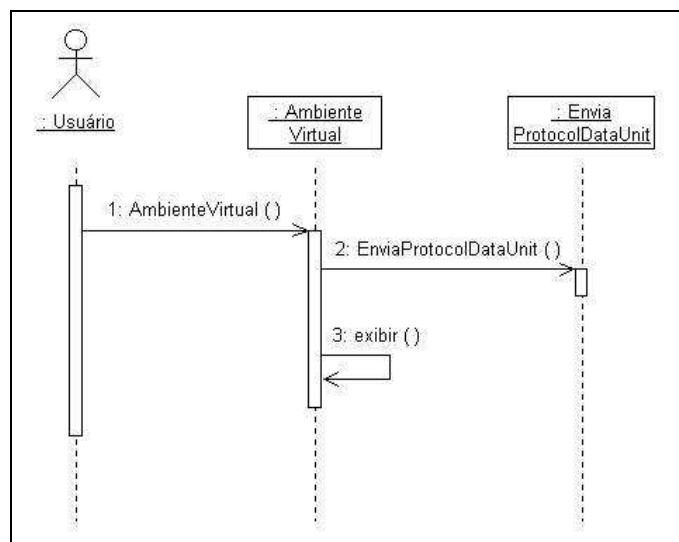 : Usuário
: Ambiente
Virtual
: Envia
ProtocolDataUnit
1: AmbienteVirtual ( )
2: EnviaProtocolDataUnit ( )
3: exibir ( )